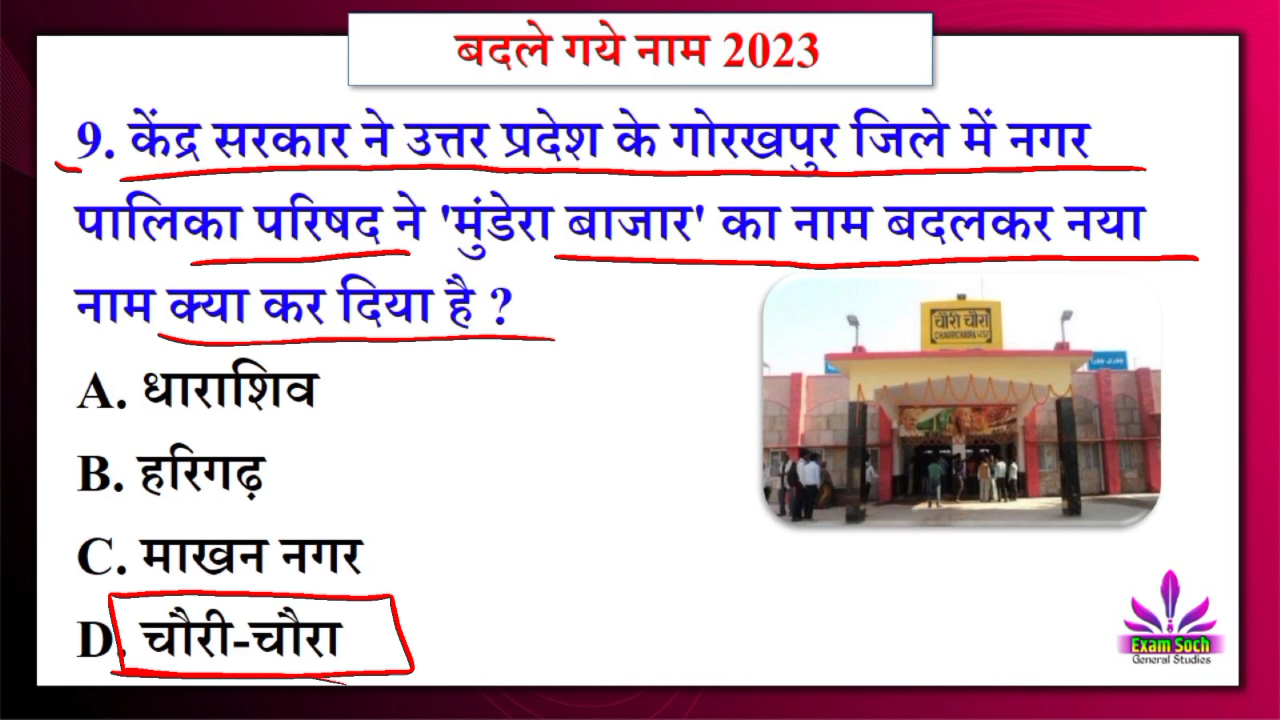 बदले गये नाम 2023
9. केंद्र सरकार ने उत्तर प्रदेश के गोरखपुर जिले में नगर
पालिका परिषद ने 'मुंडेरा बाजार' का नाम बदलकर नया
नाम क्या कर दिया है ?
A. धाराशिव
B. हरिगढ़
C. माखन नगर
D. चौरी-चौरा
चौरी चौरा
CHAURICHAURA
Exam Soch
General Studies